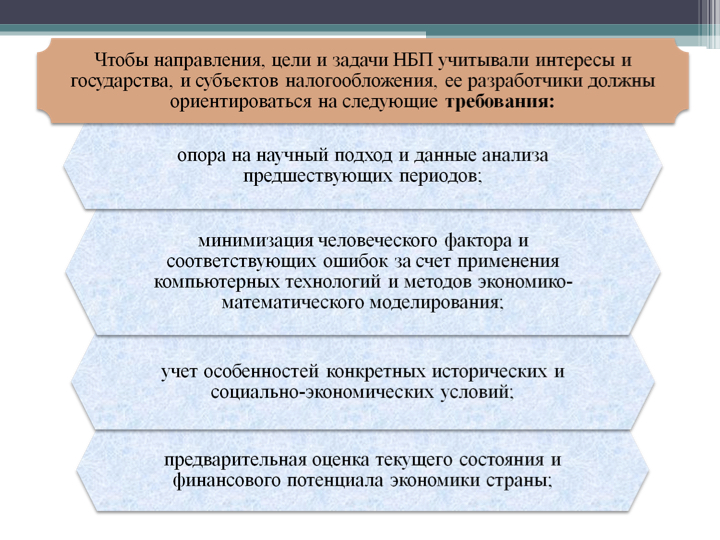 Чтобы направления, цели и задачи НБП учитывали интересы и
государства, и субъектов налогообложения, ее разработчики должны
ориентироваться на следующие требования:
опора на научный подход и данные анализа
предшествующих периодов;
минимизация человеческого фактора и
соответствующих ошибок за счет применения
компьютерных технологий и методов экономико-
математического моделирования;
учет особенностей конкретных исторических и
социально-экономических условий;
предварительная оценка текущего состояния и
финансового потенциала экономики страны;